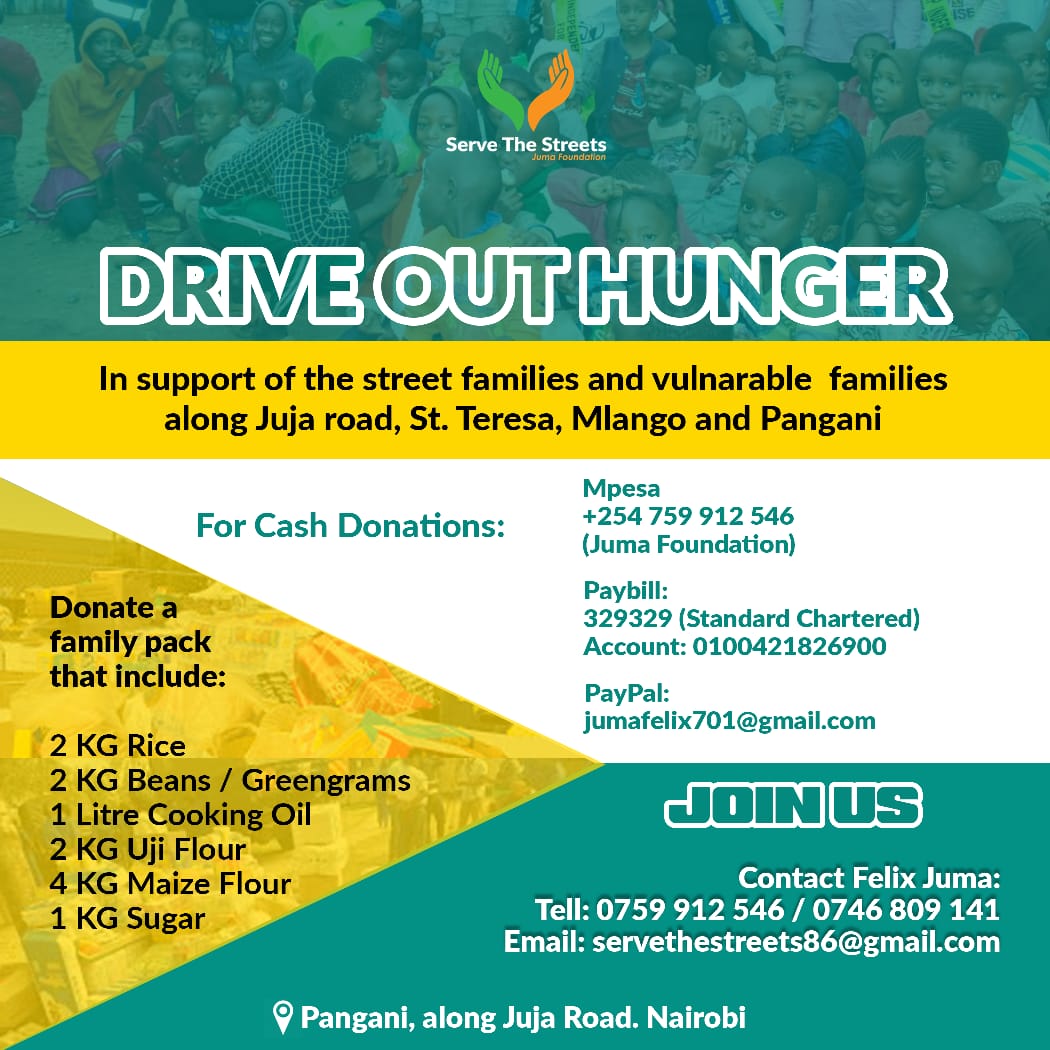 Serve The Streets
Juma Foundation
DRIVE OUT HUNGER
In support of the street families and vulnarable families
along Juja road, St. Teresa, Mlango and Pangani
For Cash Donations:
Mpesa
+254 759 912 546
(Juma Foundation)
Paybill:
329329 (Standard Chartered)
Account: 0100421826900
PayPal:
jumafelix701@gmail.com
Donate a
family pack
that include:
2 KG Rice
2 KG Beans / Greengrams
1 Litre Cooking Oil
2 KG Uji Flour
4 KG Maize Flour
1 KG Sugar
JOIN US
Contact Felix Juma:
Tell: 0759 912 546 / 0746 809 141
Email: servethestreets86@gmail.com
Pangani, along Juja Road. Nairobi